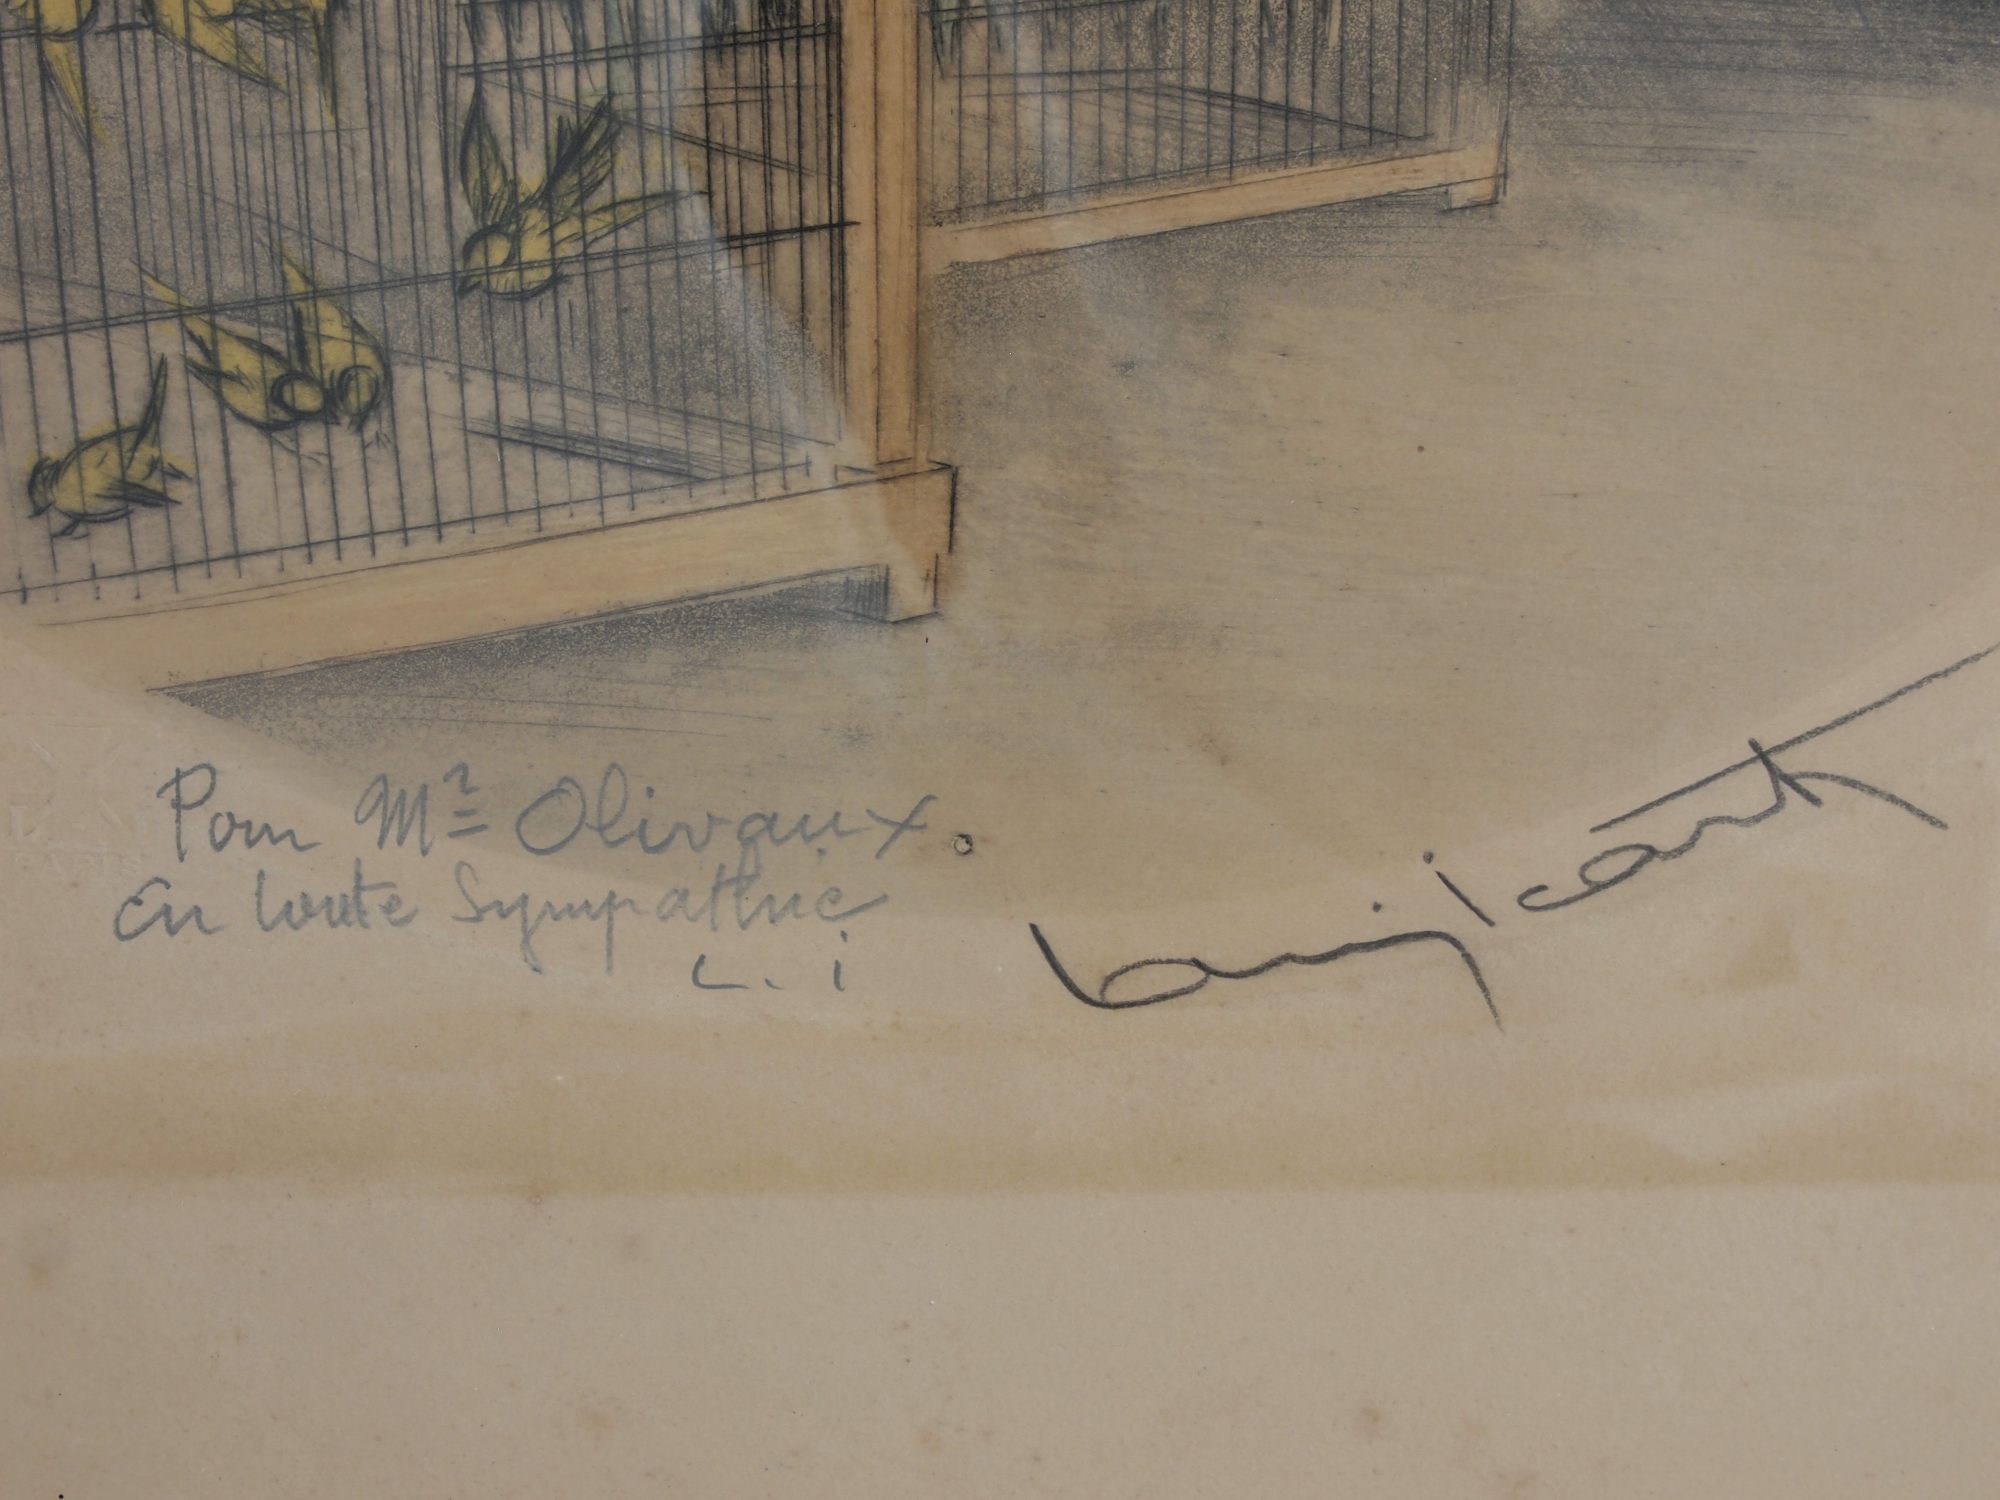 Pour Mr Olivaux.
En toute Sympathie
L. i
Louis Icart